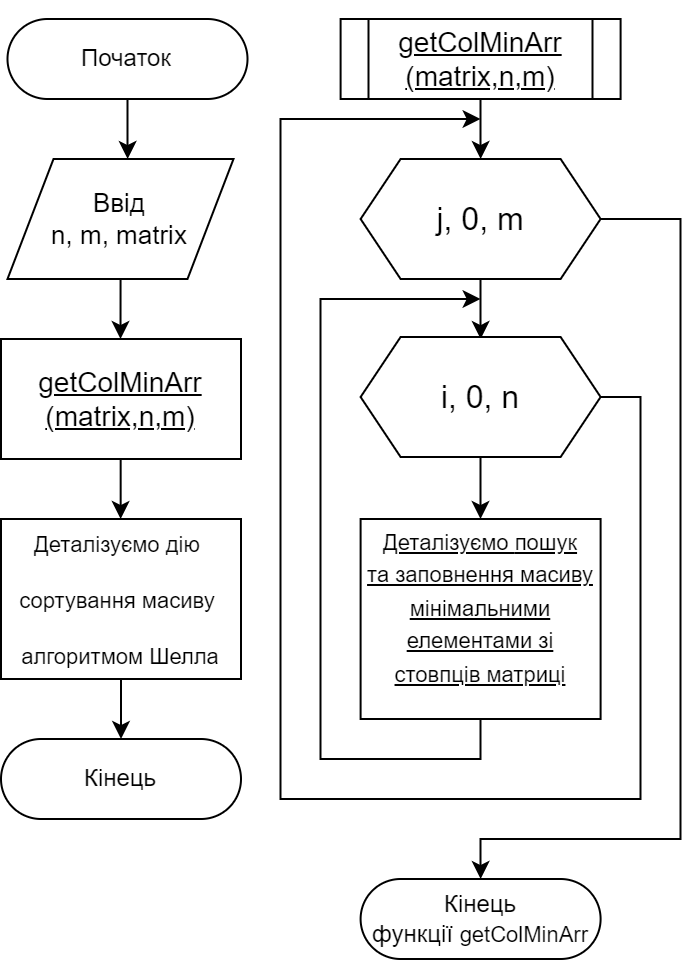 Початок
Ввід
n, m, matrix
getColMinArr
(matrix,n,m)
Деталізуємо дію
сортування масиву
алгоритмом Шелла
Кінець
getColMinArr
(matrix,n,m)
j, 0, m
i, 0, n
Деталізуємо пошук
та заповнення масиву
мінімальними
елементами зі
стовпців матриці
Кінець
функції getColMinArr